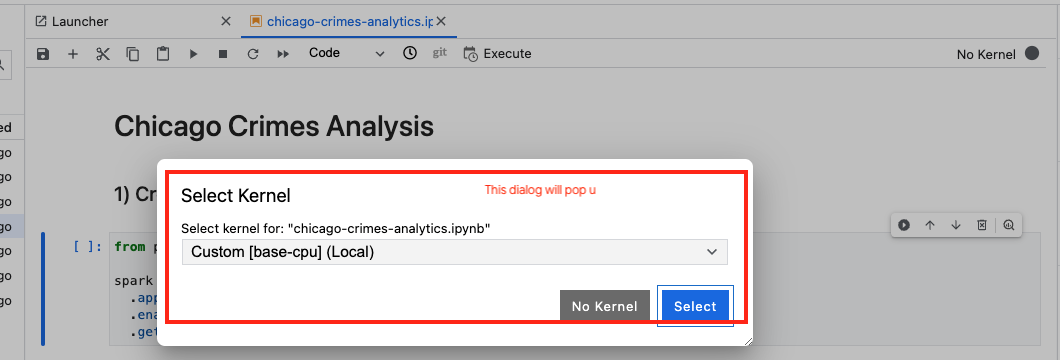 Launcher
chicago-crimes-analytics.ip
Code
git
Execute
No Kernel
ed
Chicago Crimes Analysis
go
go
1) Cr
Select Kernel
This dialog will pop u
go
Select kernel for: "chicago-crimes-analytics.ipynb"
go
[ ]: from p
Custom [base-cpu] (Local)
go
spark
go
.app
No Kernel
Select
go
.ena
.get